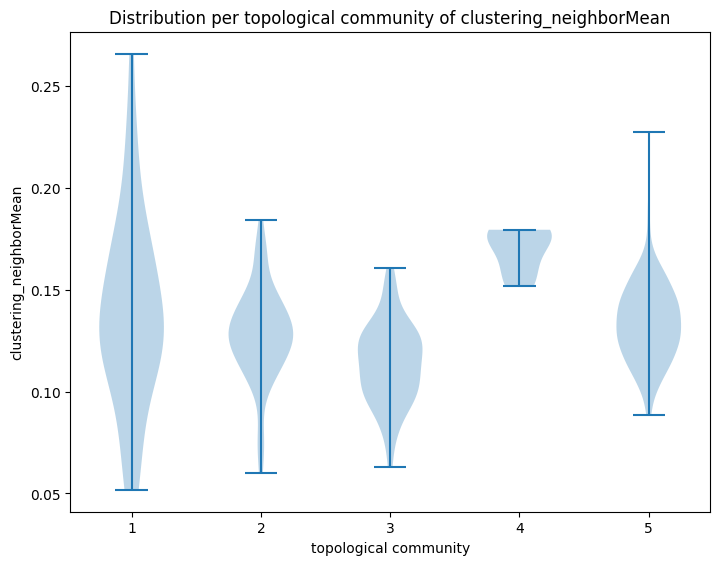 Distribution per topological community of clustering_neighborMean
clustering_neighborMean
0.25
0.20
0.15
0.10
0.05
1 2 3 4 5
topological community